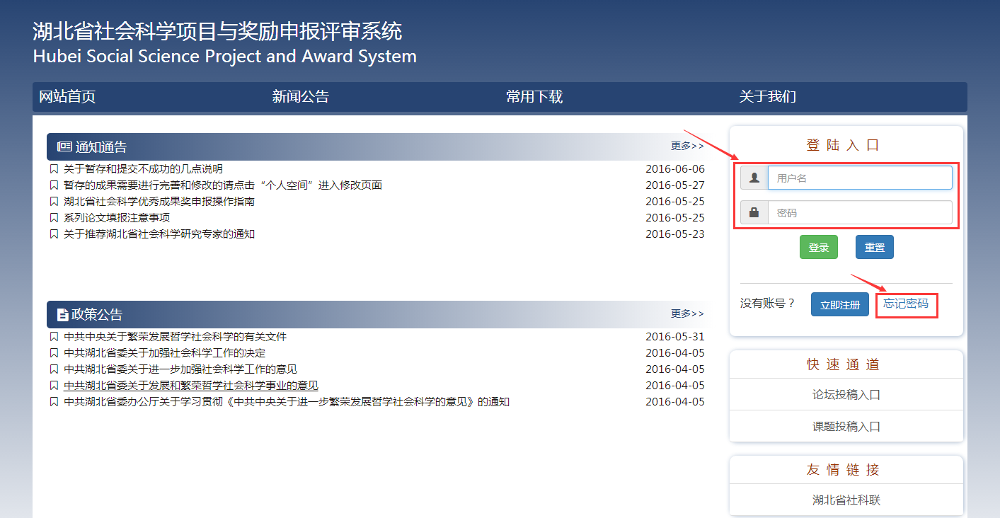 湖北省社会科学项目与奖励申报评审系统
Hubei Social Science Project and Award System
网站首页 新闻公告 常用下载 关于我们
通知通告 更多>>
关于暂存和提交不成功的几点说明 2016-06-06
暂存的成果需要进行完善和修改的请点击“个人空间”进入修改页面 2016-05-27
湖北省社会科学优秀成果奖申报操作指南 2016-05-25
系列论文填报注意事项 2016-05-25
关于推荐湖北省社会科学研究专家的通知 2016-05-23
政策公告 更多>>
中共中央关于繁荣发展哲学社会科学的有关文件 2016-05-31
中共湖北省委关于加强社会科学工作的决定 2016-04-05
中共湖北省委关于进一步加强社会科学工作的意见 2016-04-05
中共湖北省委关于发展和繁荣哲学社会科学事业的意见 2016-04-05
中共湖北省委办公厅关于学习贯彻《中共中央关于进一步繁荣发展哲学社会科学的意见》的通知 2016-04-05
登陆入口
用户名
密码
登录 重置
没有账号？ 立即注册 忘记密码
快速通道
论坛投稿入口
课题投稿入口
友情链接
湖北省社科联